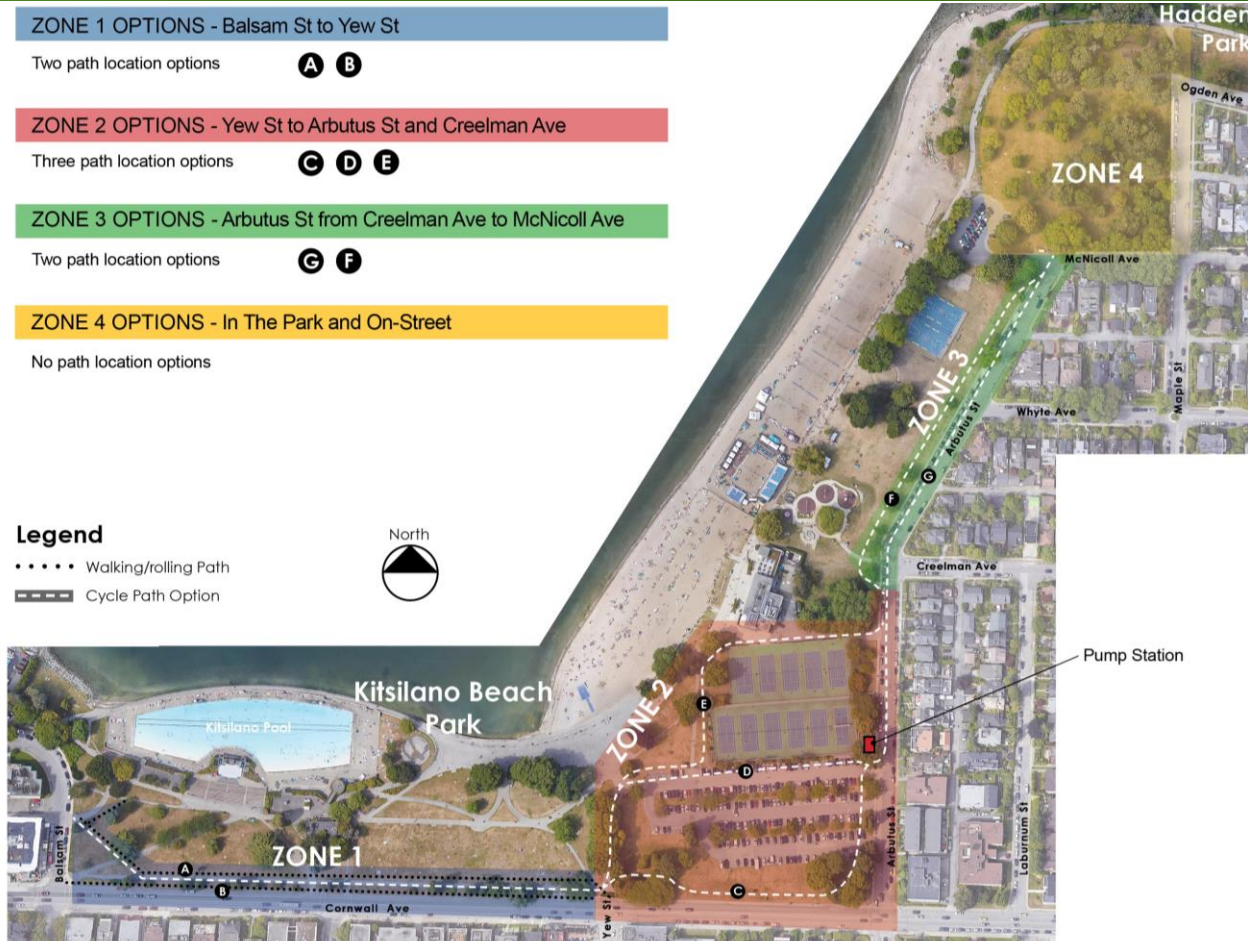 ZONE 1 OPTIONS - Balsam St to Yew St
Two path location options A B
ZONE 2 OPTIONS - Yew St to Arbutus St and Creelman Ave
Three path location options C D E
ZONE 3 OPTIONS - Arbutus St from Creelman Ave to McNicoll Ave
Two path location options G F
ZONE 4 OPTIONS - In The Park and On-Street
No path location options
Legend
Walking/rolling Path
Cycle Path Option
North
Hadden
Park
Ogden Ave
ZONE 4
McNicoll Ave
Maple St
ZONE 3
Whyte Ave
Arbutus St
G
F
Creelman Ave
Pump Station
Kitsilano Beach
Park
Kitsilano Pool
ZONE 2
E
D
C
Arbutus St
Laburnum St
Balsam St
ZONE 1
A
B
Cornwall Ave
Yew St